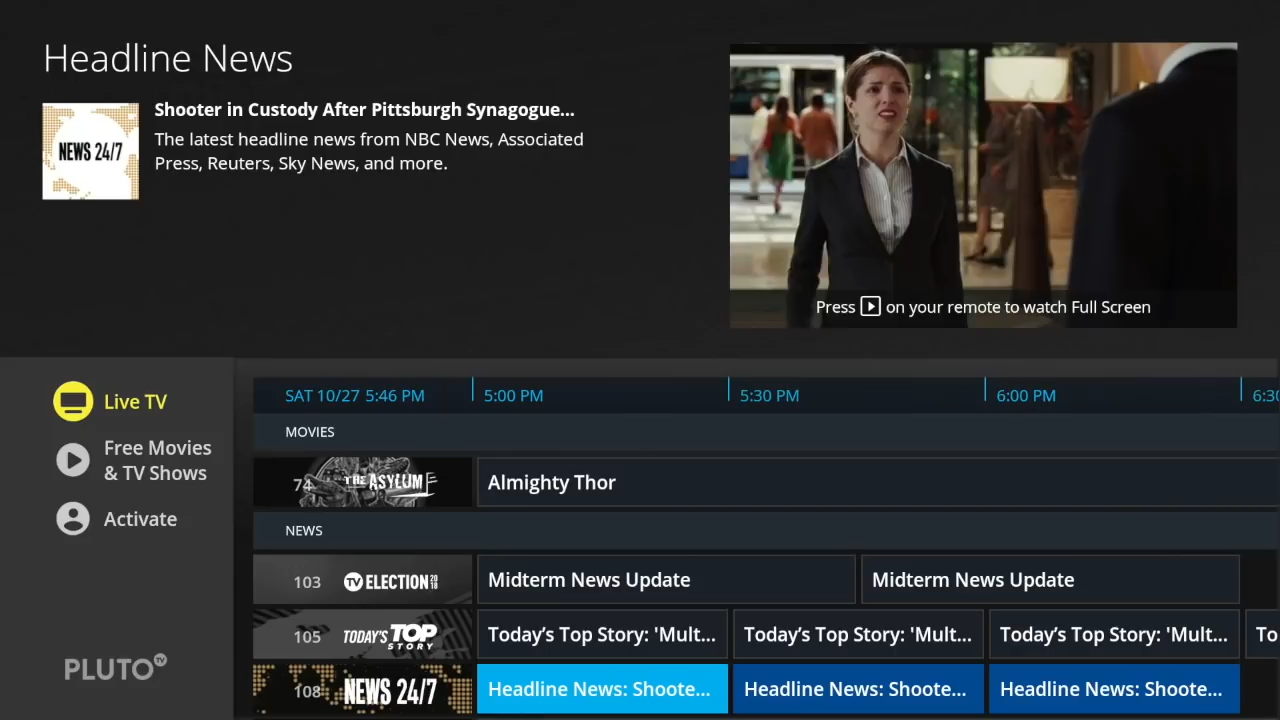 Headline News
NEWS 24/7
Shooter in Custody After Pittsburgh Synagogue...
The latest headline news from NBC News, Associated
Press, Reuters, Sky News, and more.
Press on your remote to watch Full Screen
Live TV
Free Movies
& TV Shows
Activate
PLUTO TV
SAT 10/27 5:46 PM
5:00 PM
5:30 PM
6:00 PM
6:30
MOVIES
74 THE ASYLUM
Almighty Thor
NEWS
103 TV ELECTION 2018
Midterm News Update
Midterm News Update
105 TODAY'S TOP STORY
Today’s Top Story: 'Mult...
Today’s Top Story: 'Mult...
Today’s Top Story: 'Mult...
To
108 NEWS 24/7
Headline News: Shoote...
Headline News: Shoote...
Headline News: Shoote...